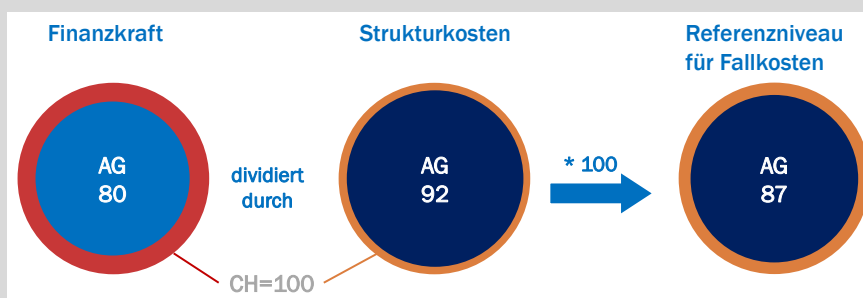 Finanzkraft
Strukturkosten
Referenzniveau
für Fallkosten
AG
80
dividiert
durch
AG
92
* 100
AG
87
CH=100